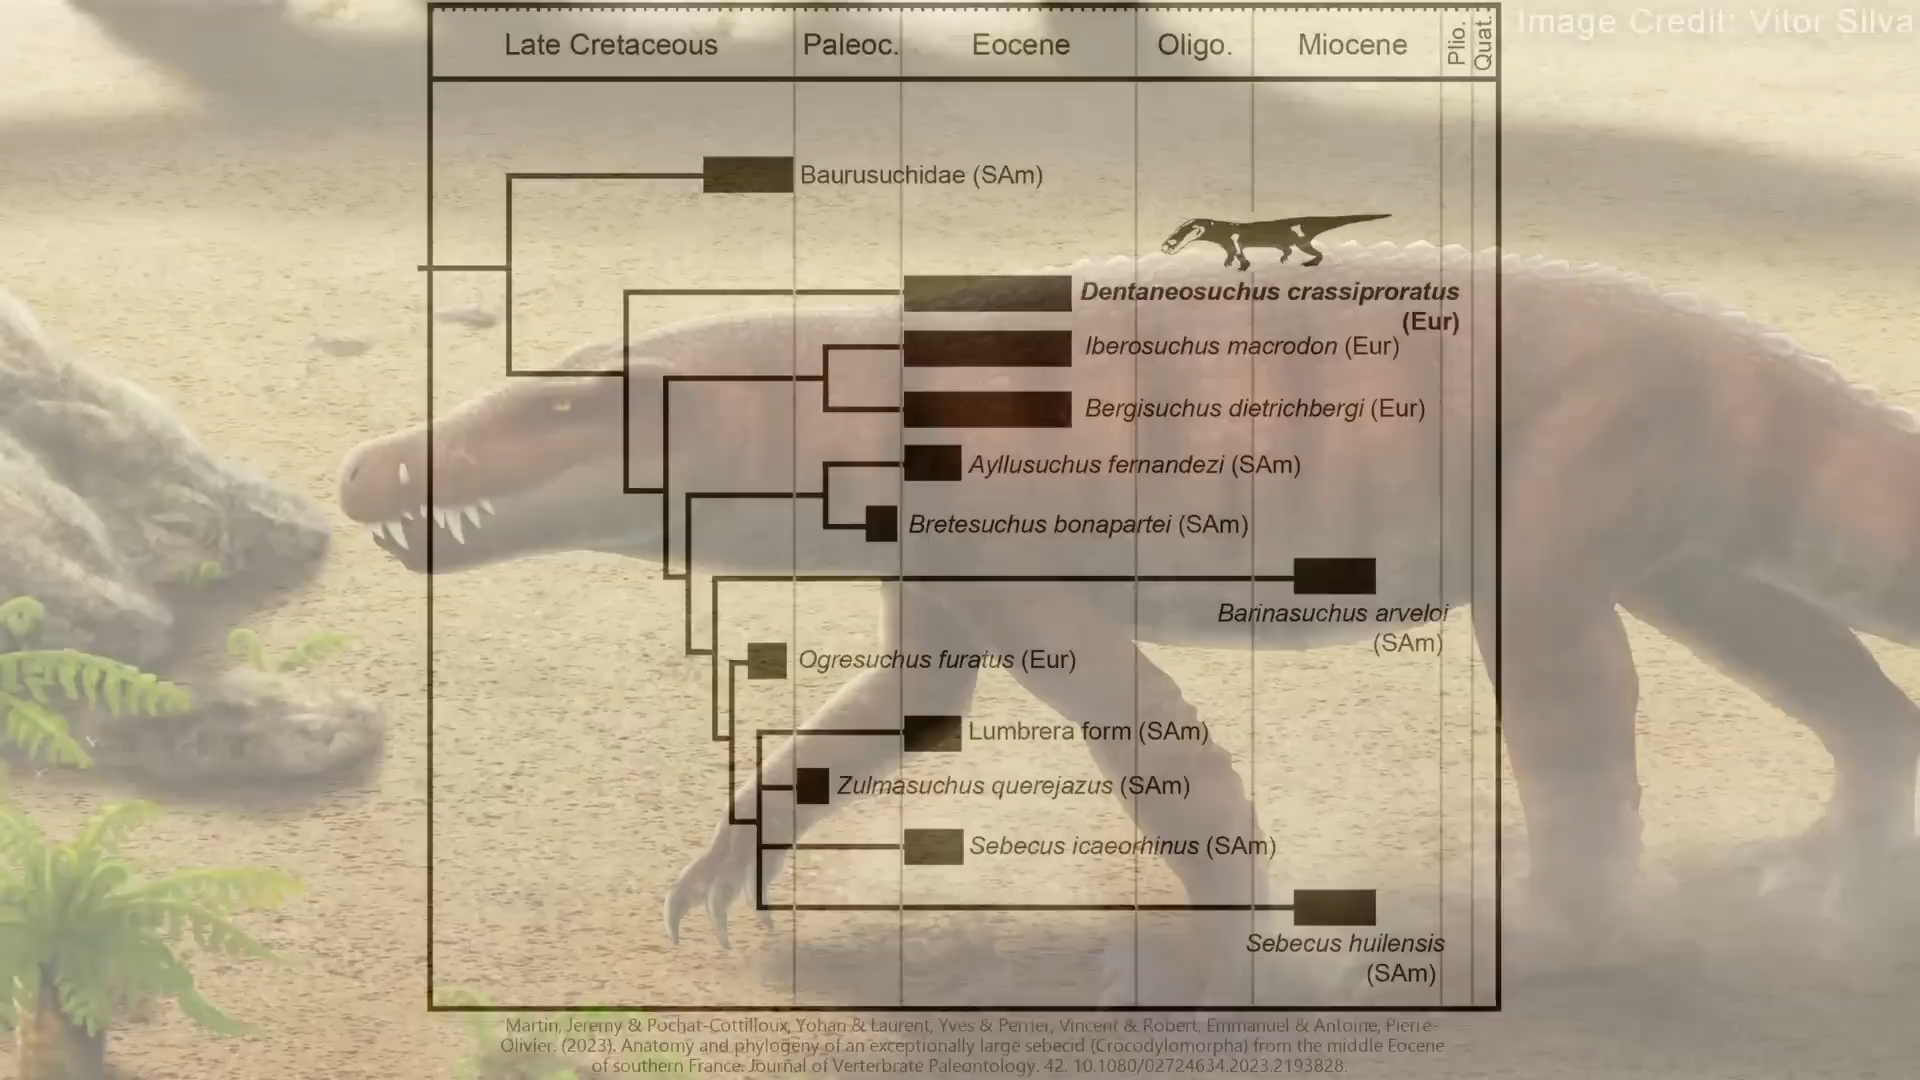 Image Credit: Vitor Silva
Late Cretaceous Paleoc. Eocene Oligo. Miocene Plio. Quat.
Baurusuchidae (SAm)
Dentaneosuchus crassiproratus
(Eur)
Iberosuchus macrodon (Eur)
Bergisuchus dietrichbergi (Eur)
Ayllusuchus fernandezi (SAm)
Bretesuchus bonapartei (SAm)
Barinasuchus arveloi
(SAm)
Ogresuchus furatus (Eur)
Lumbrera form (SAm)
Zulmasuchus querejazus (SAm)
Sebecus icaeorhinus (SAm)
Sebecus huilensis
(SAm)
Martin, Jeremy & Pochat-Cottilloux, Yohan & Laurent, Yves & Perrier, Vincent & Robert, Emmanuel & Antoine, Pierre-
Olivier. (2023). Anatomy and phylogeny of an exceptionally large sebecid (Crocodylomorpha) from the middle Eocene
of southern France. Journal of Verterbrate Paleontology. 42. 10.1080/02724634.2023.2193828.